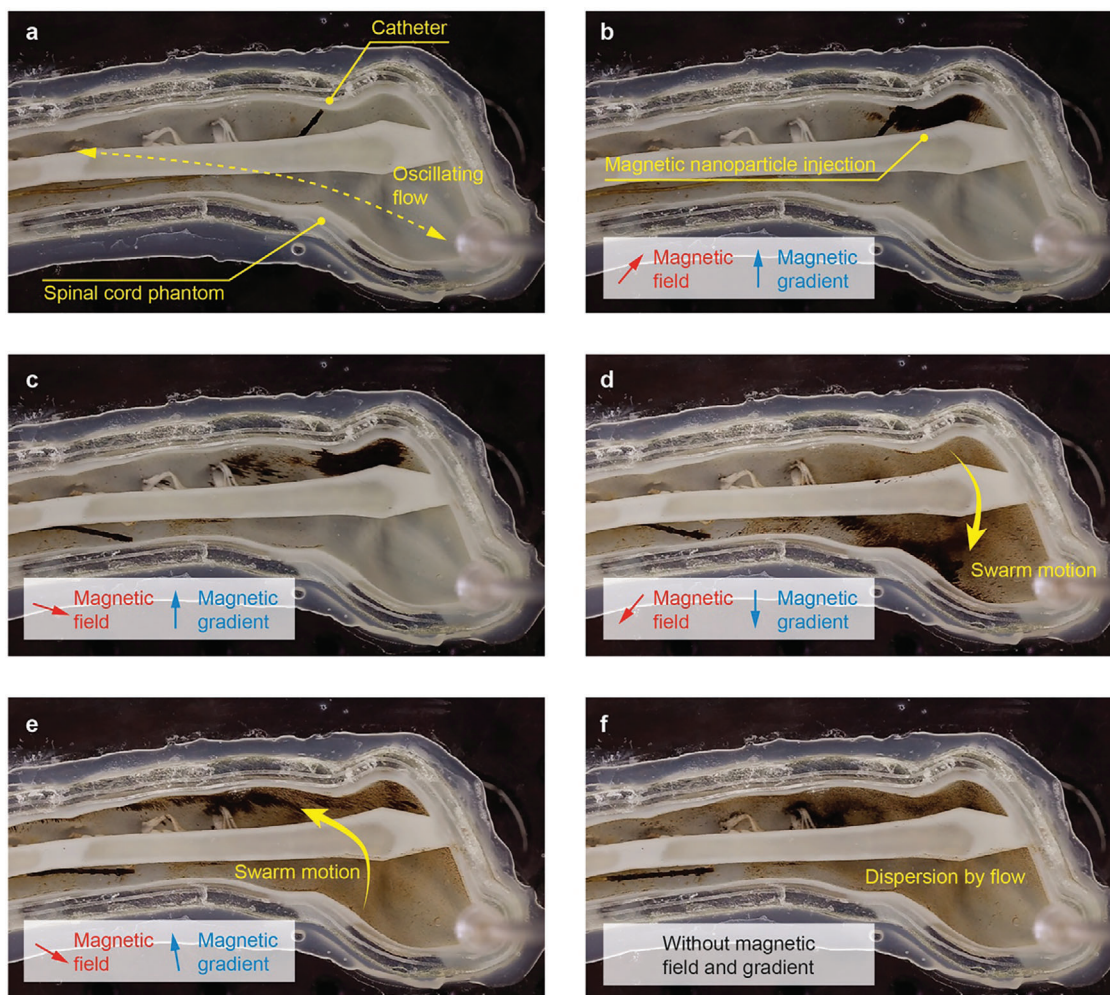 a
Catheter
Oscillating
flow
Spinal cord phantom
b
Magnetic nanoparticle injection
Magnetic
field
Magnetic
gradient
c
Magnetic
field
Magnetic
gradient
d
Swarm motion
Magnetic
field
Magnetic
gradient
e
Swarm motion
Magnetic
field
Magnetic
gradient
f
Dispersion by flow
Without magnetic
field and gradient